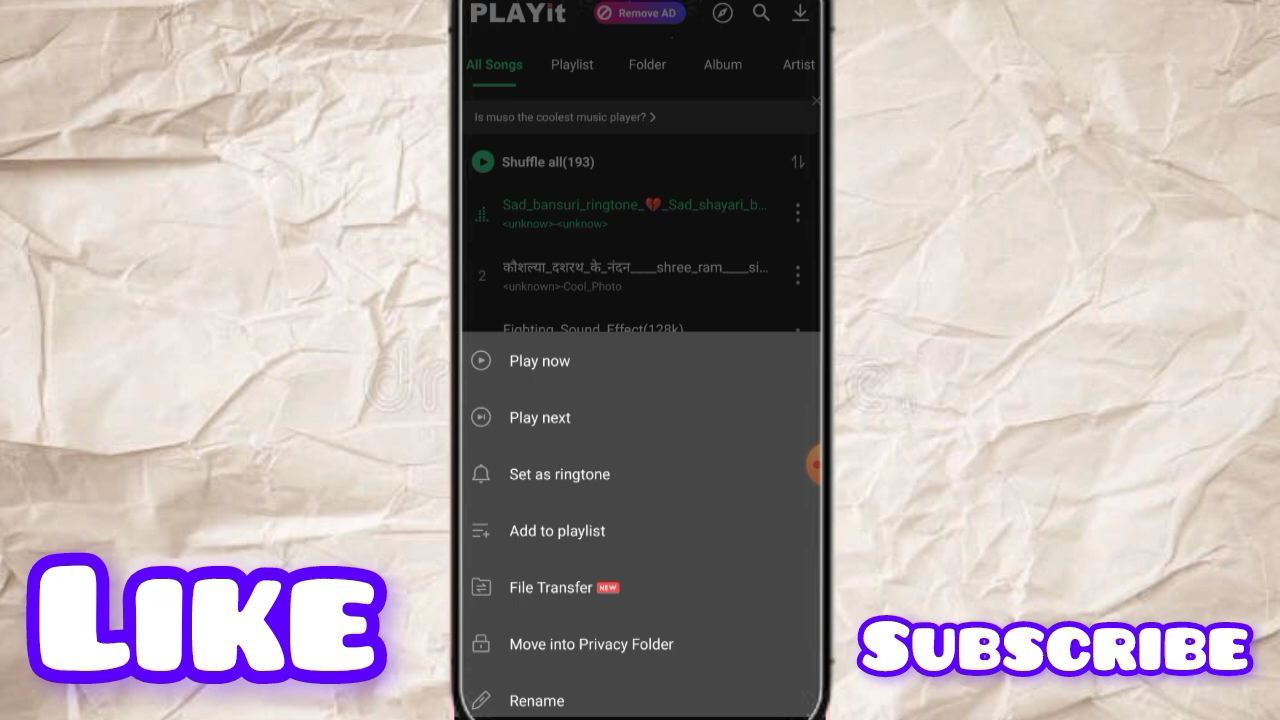 PLAYit
Remove AD
All Songs Playlist Folder Album Artist
Is muso the coolest music player?
Shuffle all(193)
Sad_bansuri_ringtone_💔_Sad_shayari_b...
<unknow>-<unknow>
2 कौशल्या_दशरथ_के_नंदन____shree_ram____si...
<unknown>-Cool_Photo
Fighting_Sound_Effect(128k)
Play now
Play next
Set as ringtone
Add to playlist
File Transfer NEW
Move into Privacy Folder
Rename
LIKE
SUBSCRIBE